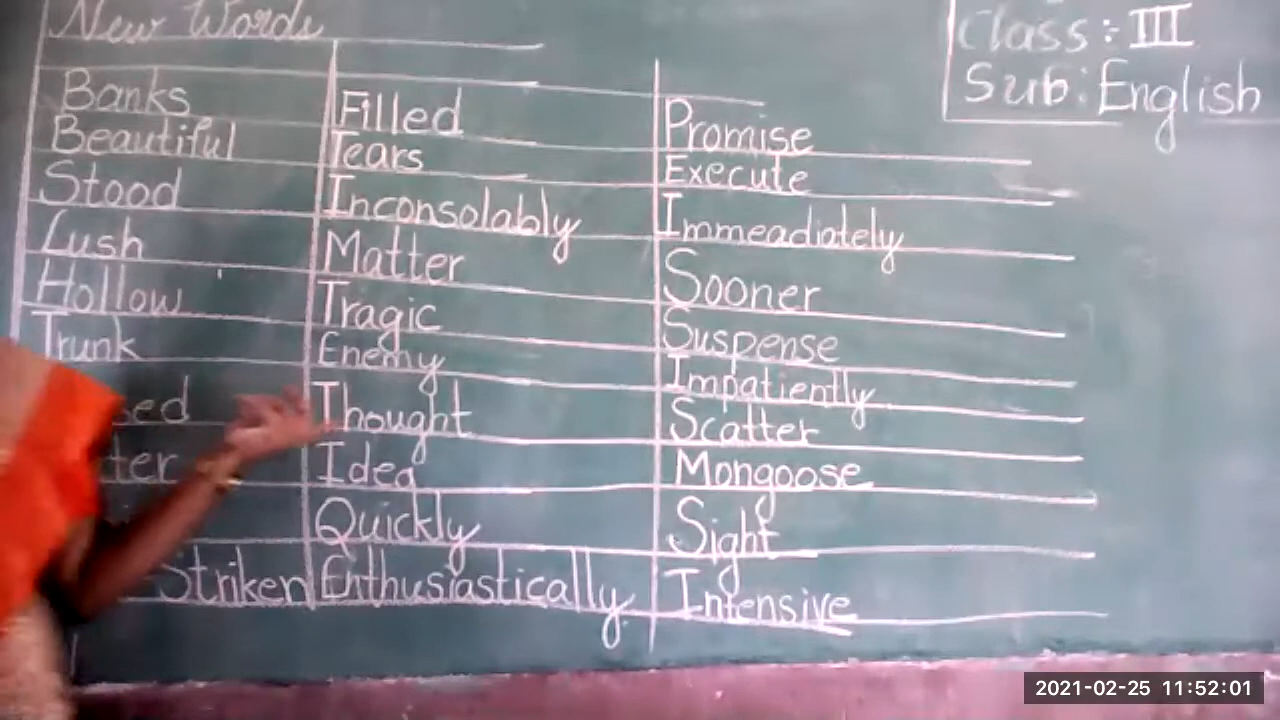 New Words
Class:- III
Sub: English
Banks Filled Promise
Beautiful Tears Execute
Stood Inconsolably Immeadiately
Lush Matter Sooner
Hollow Tragic Suspense
Trunk Enemy Impatiently
Thought Scatter
Idea Mongoose
Quickly Sight
Striken Enthusiastically Intensive
2021-02-25 11:52:01